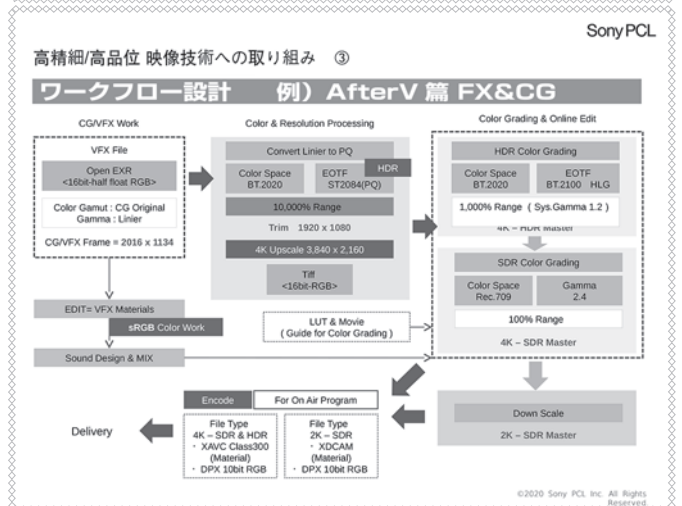 Sony PCL
高精細/高品位 映像技術への取り組み ③
ワークフロー設計 例）AfterV 篇 FX&CG
CG/VFX Work
VFX File
Open EXR
<16bit-half float RGB>
Color Gamut : CG Original
Gamma : Linier
CG/VFX Frame = 2016 x 1134
EDIT= VFX Materials
sRGB Color Work
Sound Design & MIX
Color & Resolution Processing
Convert Linier to PQ
HDR
Color Space
BT.2020
EOTF
ST2084(PQ)
10,000% Range
Trim 1920 x 1080
4K Upscale 3,840 x 2,160
Tiff
<16bit-RGB>
LUT & Movie
( Guide for Color Grading )
Color Grading & Online Edit
HDR Color Grading
Color Space
BT.2020
EOTF
BT.2100 HLG
1,000% Range ( Sys.Gamma 1.2 )
4K – HDR Master
SDR Color Grading
Color Space
Rec.709
Gamma
2.4
100% Range
4K – SDR Master
Down Scale
2K – SDR Master
Encode
For On Air Program
File Type
4K – SDR & HDR
・ XAVC Class300
(Material)
・ DPX 10bit RGB
File Type
2K – SDR
・ XDCAM
(Material)
・ DPX 10bit RGB
Delivery
©2020 Sony PCL Inc. All Rights
Reserved.